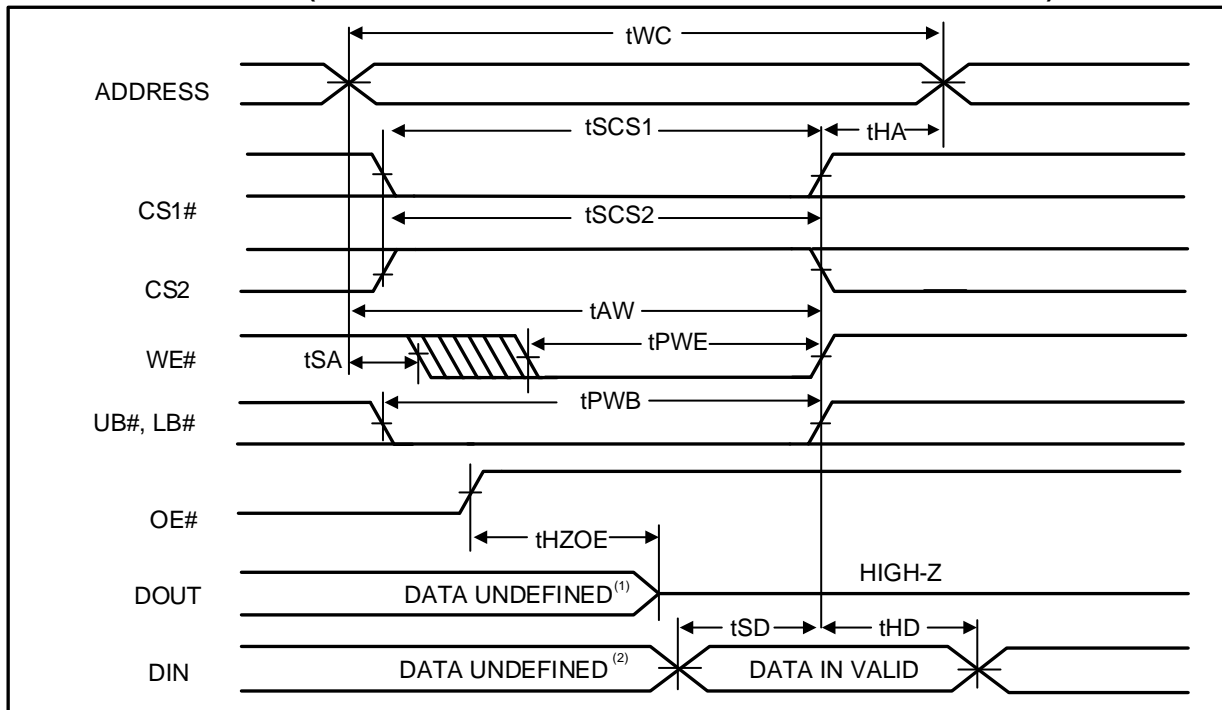 tWC
ADDRESS
tSCS1
tHA
CS1#
tSCS2
CS2
tAW
WE#
tSA
tPWE
UB#, LB#
tPWB
OE#
tHZOE
DOUT
DATA UNDEFINED(1)
HIGH-Z
tSD
tHD
DIN
DATA UNDEFINED (2)
DATA IN VALID